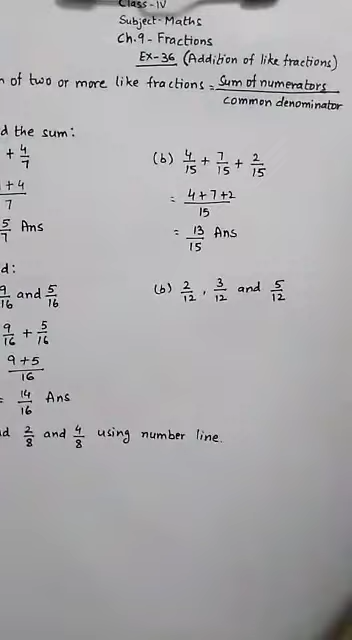 Class-IV
Subject-Maths
Ch.9-Fractions
Ex-36 (Addition of like fractions)
of two or more like fractions = Sum of numerators / common denominator
the sum:
+ 4/7
+4 / 7
5/7 Ans
(b) 4/15 + 7/15 + 2/15
= 4+7+2 / 15
= 13/15 Ans
9/16 and 5/16
9/16 + 5/16
9+5 / 16
= 14/16 Ans
(b) 2/12, 3/12 and 5/12
2/8 and 4/8 using number line.